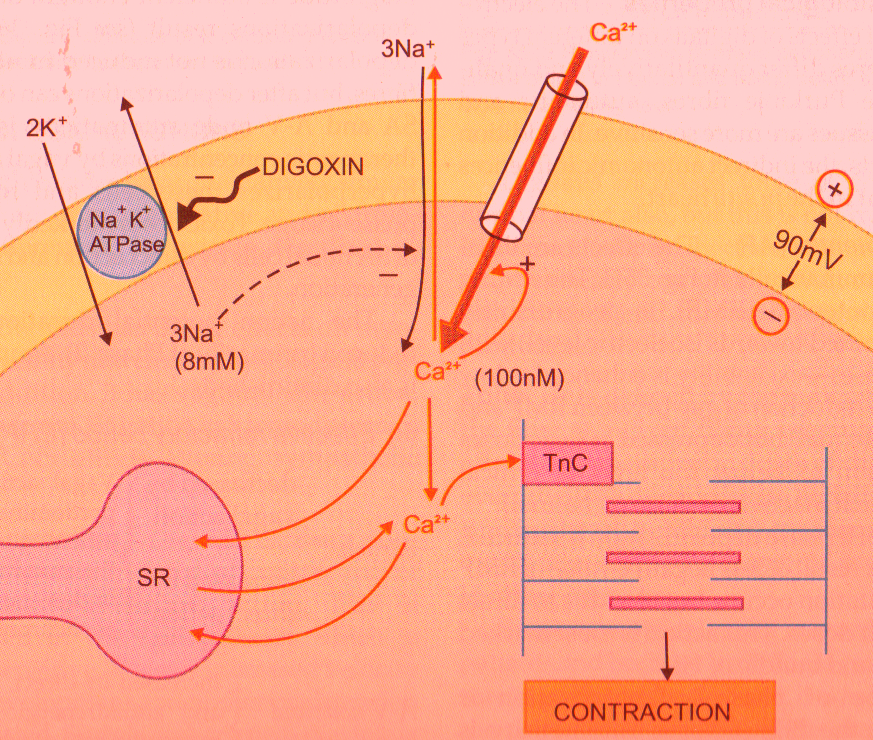 Ca²⁺
3Na⁺
2K⁺
−
DIGOXIN
Na⁺K⁺
ATPase
+
90mV
−
+
−
3Na⁺
(8mM)
Ca²⁺ (100nM)
TnC
Ca²⁺
SR
CONTRACTION